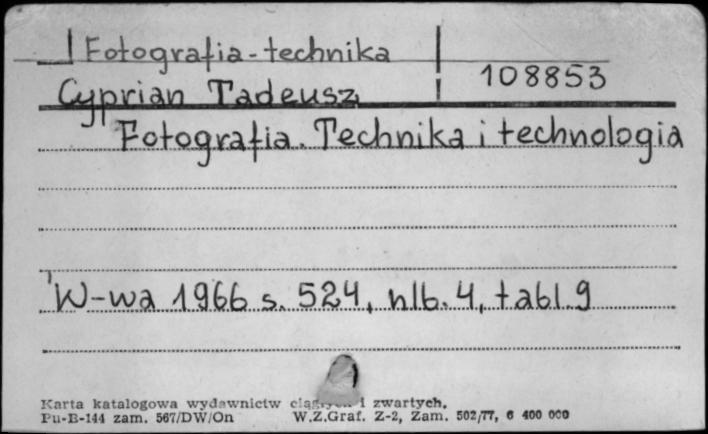 Fotografia-technika
108853
Cyprian Tadeusz
Fotografia. Technika i technologia
W-wa 1966 s. 524, nlb. 4, tabl. 9
Karta katalogowa wydawnictw i zwartych.
Pu-B-144 zam. 567/DW/On W.Z.Graf. Z-2, Zam. 502/77, 6 400 000